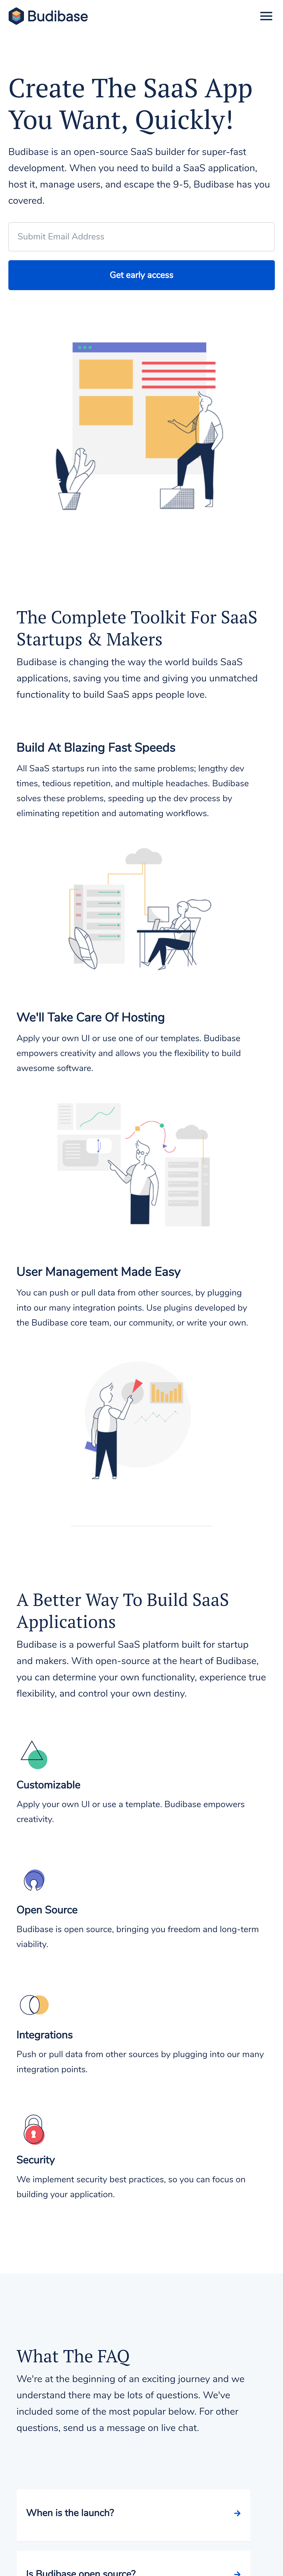 Budibase
Create The SaaS App
You Want, Quickly!
Budibase is an open-source SaaS builder for super-fast
development. When you need to build a SaaS application,
host it, manage users, and escape the 9-5, Budibase has you
covered.
Submit Email Address
Get early access
The Complete Toolkit For SaaS
Startups & Makers
Budibase is changing the way the world builds SaaS
applications, saving you time and giving you unmatched
functionality to build SaaS apps people love.
Build At Blazing Fast Speeds
All SaaS startups run into the same problems; lengthy dev
times, tedious repetition, and multiple headaches. Budibase
solves these problems, speeding up the dev process by
eliminating repetition and automating workflows.
We'll Take Care Of Hosting
Apply your own UI or use one of our templates. Budibase
empowers creativity and allows you the flexibility to build
awesome software.
User Management Made Easy
You can push or pull data from other sources, by plugging
into our many integration points. Use plugins developed by
the Budibase core team, our community, or write your own.
A Better Way To Build SaaS
Applications
Budibase is a powerful SaaS platform built for startup
and makers. With open-source at the heart of Budibase,
you can determine your own functionality, experience true
flexibility, and control your own destiny.
Customizable
Apply your own UI or use a template. Budibase empowers
creativity.
Open Source
Budibase is open source, bringing you freedom and long-term
viability.
Integrations
Push or pull data from other sources by plugging into our many
integration points.
Security
We implement security best practices, so you can focus on
building your application.
What The FAQ
We're at the beginning of an exciting journey and we
understand there may be lots of questions. We've
included some of the most popular below. For other
questions, send us a message on live chat.
When is the launch?
Is Budibase open source?